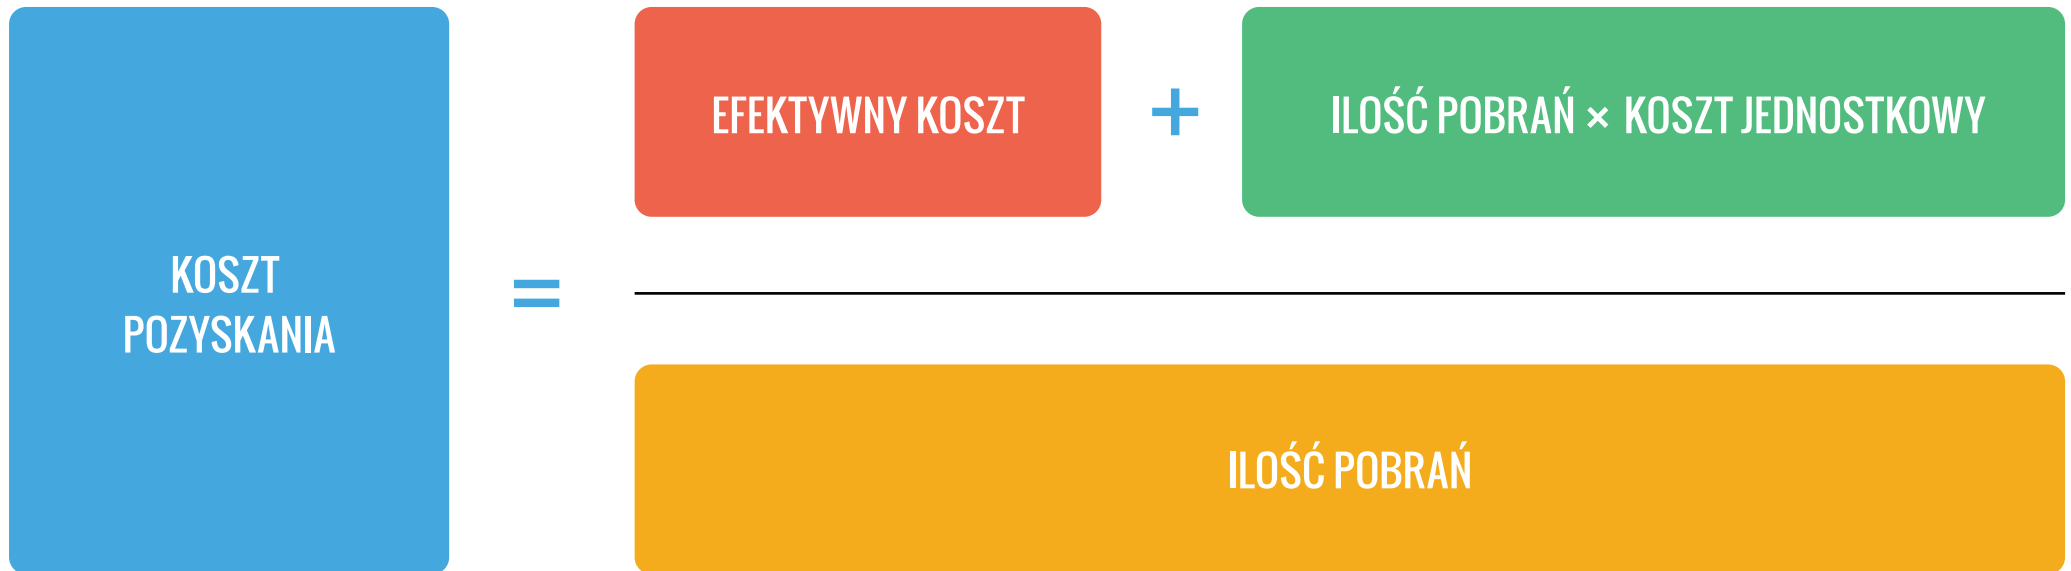 KOSZT
POZYSKANIA
=
EFEKTYWNY KOSZT + ILOŚĆ POBRAŃ × KOSZT JEDNOSTKOWY
ILOŚĆ POBRAŃ